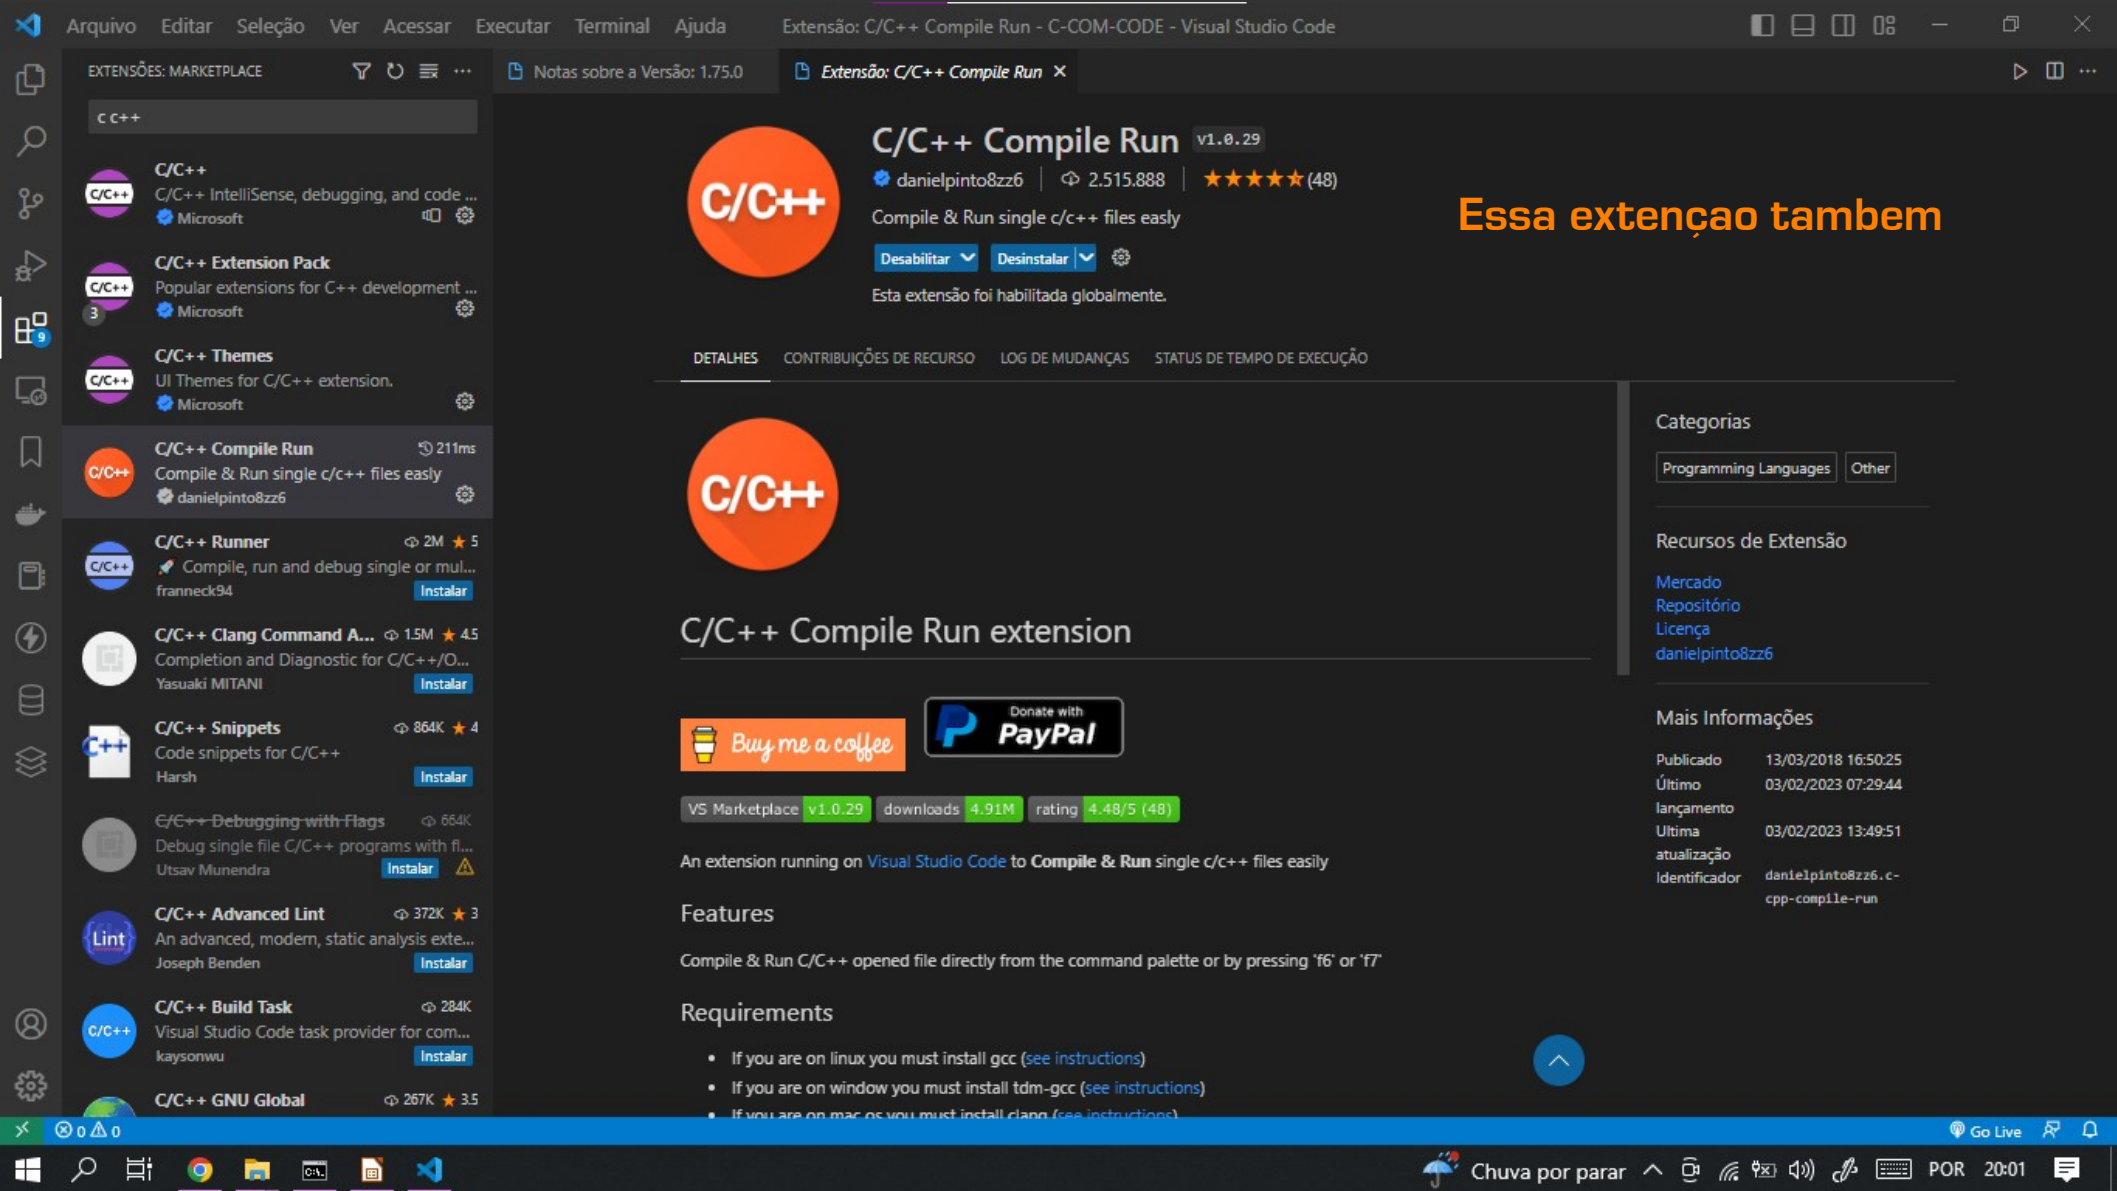 Arquivo Editar Seleção Ver Acessar Executar Terminal Ajuda
Extensão: C/C++ Compile Run - C-COM-CODE - Visual Studio Code
EXTENSÕES: MARKETPLACE
Notas sobre a Versão: 1.75.0
Extensão: C/C++ Compile Run
c c++
C/C++
C/C++
C/C++ IntelliSense, debugging, and code ...
Microsoft
C/C++
3
C/C++ Extension Pack
Popular extensions for C++ development ...
Microsoft
C/C++
C/C++ Themes
UI Themes for C/C++ extension.
Microsoft
C/C++
C/C++ Compile Run 211ms
Compile & Run single c/c++ files easly
danielpinto8zz6
C/C++
C/C++ Runner 2M ★ 5
🚀 Compile, run and debug single or mul...
franneck94 Instalar
C/C++ Clang Command A... 1.5M ★ 4.5
Completion and Diagnostic for C/C++/O...
Yasuaki MITANI Instalar
C++
C/C++ Snippets 864K ★ 4
Code snippets for C/C++
Harsh Instalar
C/C++ Debugging with Flags 664K
Debug single file C/C++ programs with fl...
Utsav Munendra Instalar
{Lint}
C/C++ Advanced Lint 372K ★ 3
An advanced, modern, static analysis exte...
Joseph Benden Instalar
C/C++
C/C++ Build Task 284K
Visual Studio Code task provider for com...
kaysonwu Instalar
C/C++ GNU Global 267K ★ 3.5
9
C/C++
C/C++ Compile Run v1.0.29
danielpinto8zz6 | 2.515.888 | ★★★★★(48)
Compile & Run single c/c++ files easly
Desabilitar Desinstalar
Esta extensão foi habilitada globalmente.
Essa extençao tambem
DETALHES CONTRIBUIÇÕES DE RECURSO LOG DE MUDANÇAS STATUS DE TEMPO DE EXECUÇÃO
C/C++
C/C++ Compile Run extension
Buy me a coffee
Donate with
PayPal
VS Marketplace v1.0.29 downloads 4.91M rating 4.48/5 (48)
An extension running on Visual Studio Code to Compile & Run single c/c++ files easily
Features
Compile & Run C/C++ opened file directly from the command palette or by pressing 'f6' or 'f7'
Requirements
• If you are on linux you must install gcc (see instructions)
• If you are on window you must install tdm-gcc (see instructions)
• If you are on mac os you must install clang (see instructions)
Categorias
Programming Languages Other
Recursos de Extensão
Mercado
Repositório
Licença
danielpinto8zz6
Mais Informações
Publicado 13/03/2018 16:50:25
Último 03/02/2023 07:29:44
lançamento
Ultima 03/02/2023 13:49:51
atualização
Identificador danielpinto8zz6.c-
cpp-compile-run
0 0
Go Live
Chuva por parar POR 20:01